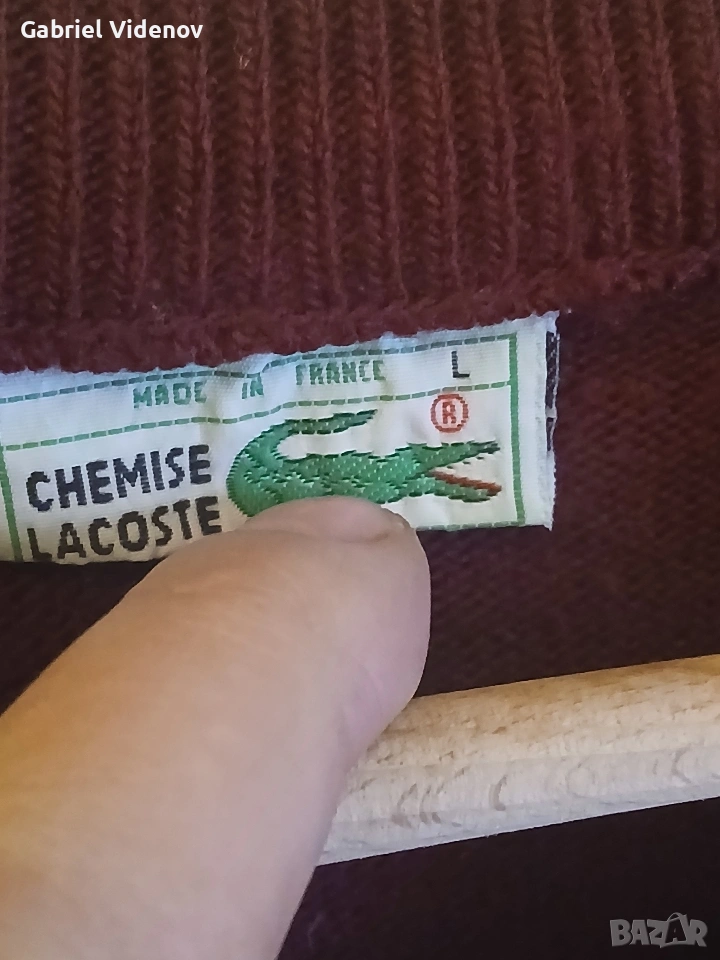 Gabriel Videnov
MADE IN FRANCE L
®
CHEMISE
LACOSTE
BAZAR